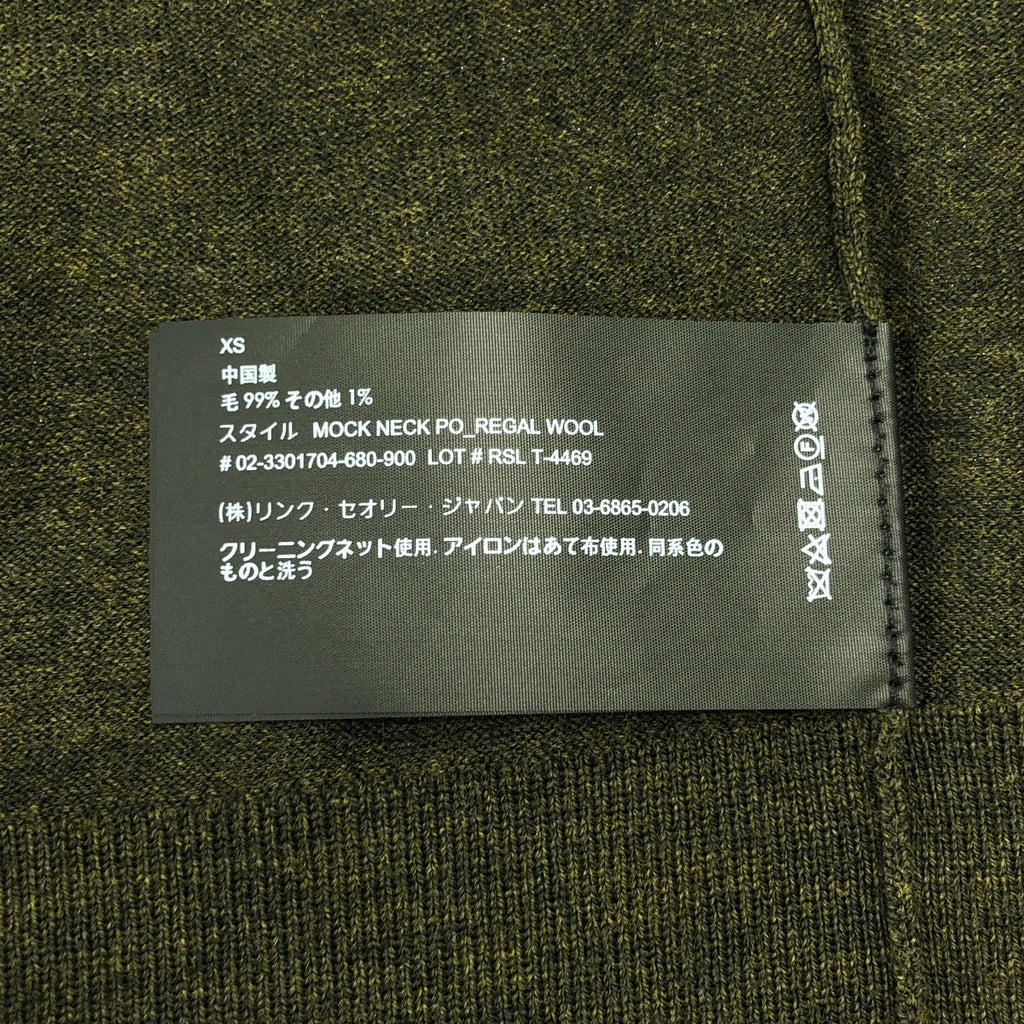 XS
中国製
毛 99% その他 1%
スタイル MOCK NECK PO_REGAL WOOL
# 02-3301704-680-900 LOT # RSL T-4469
(株)リンク・セオリー・ジャパン TEL 03-6865-0206
クリーニングネット使用. アイロンはあて布使用. 同系色の
ものと洗う
F